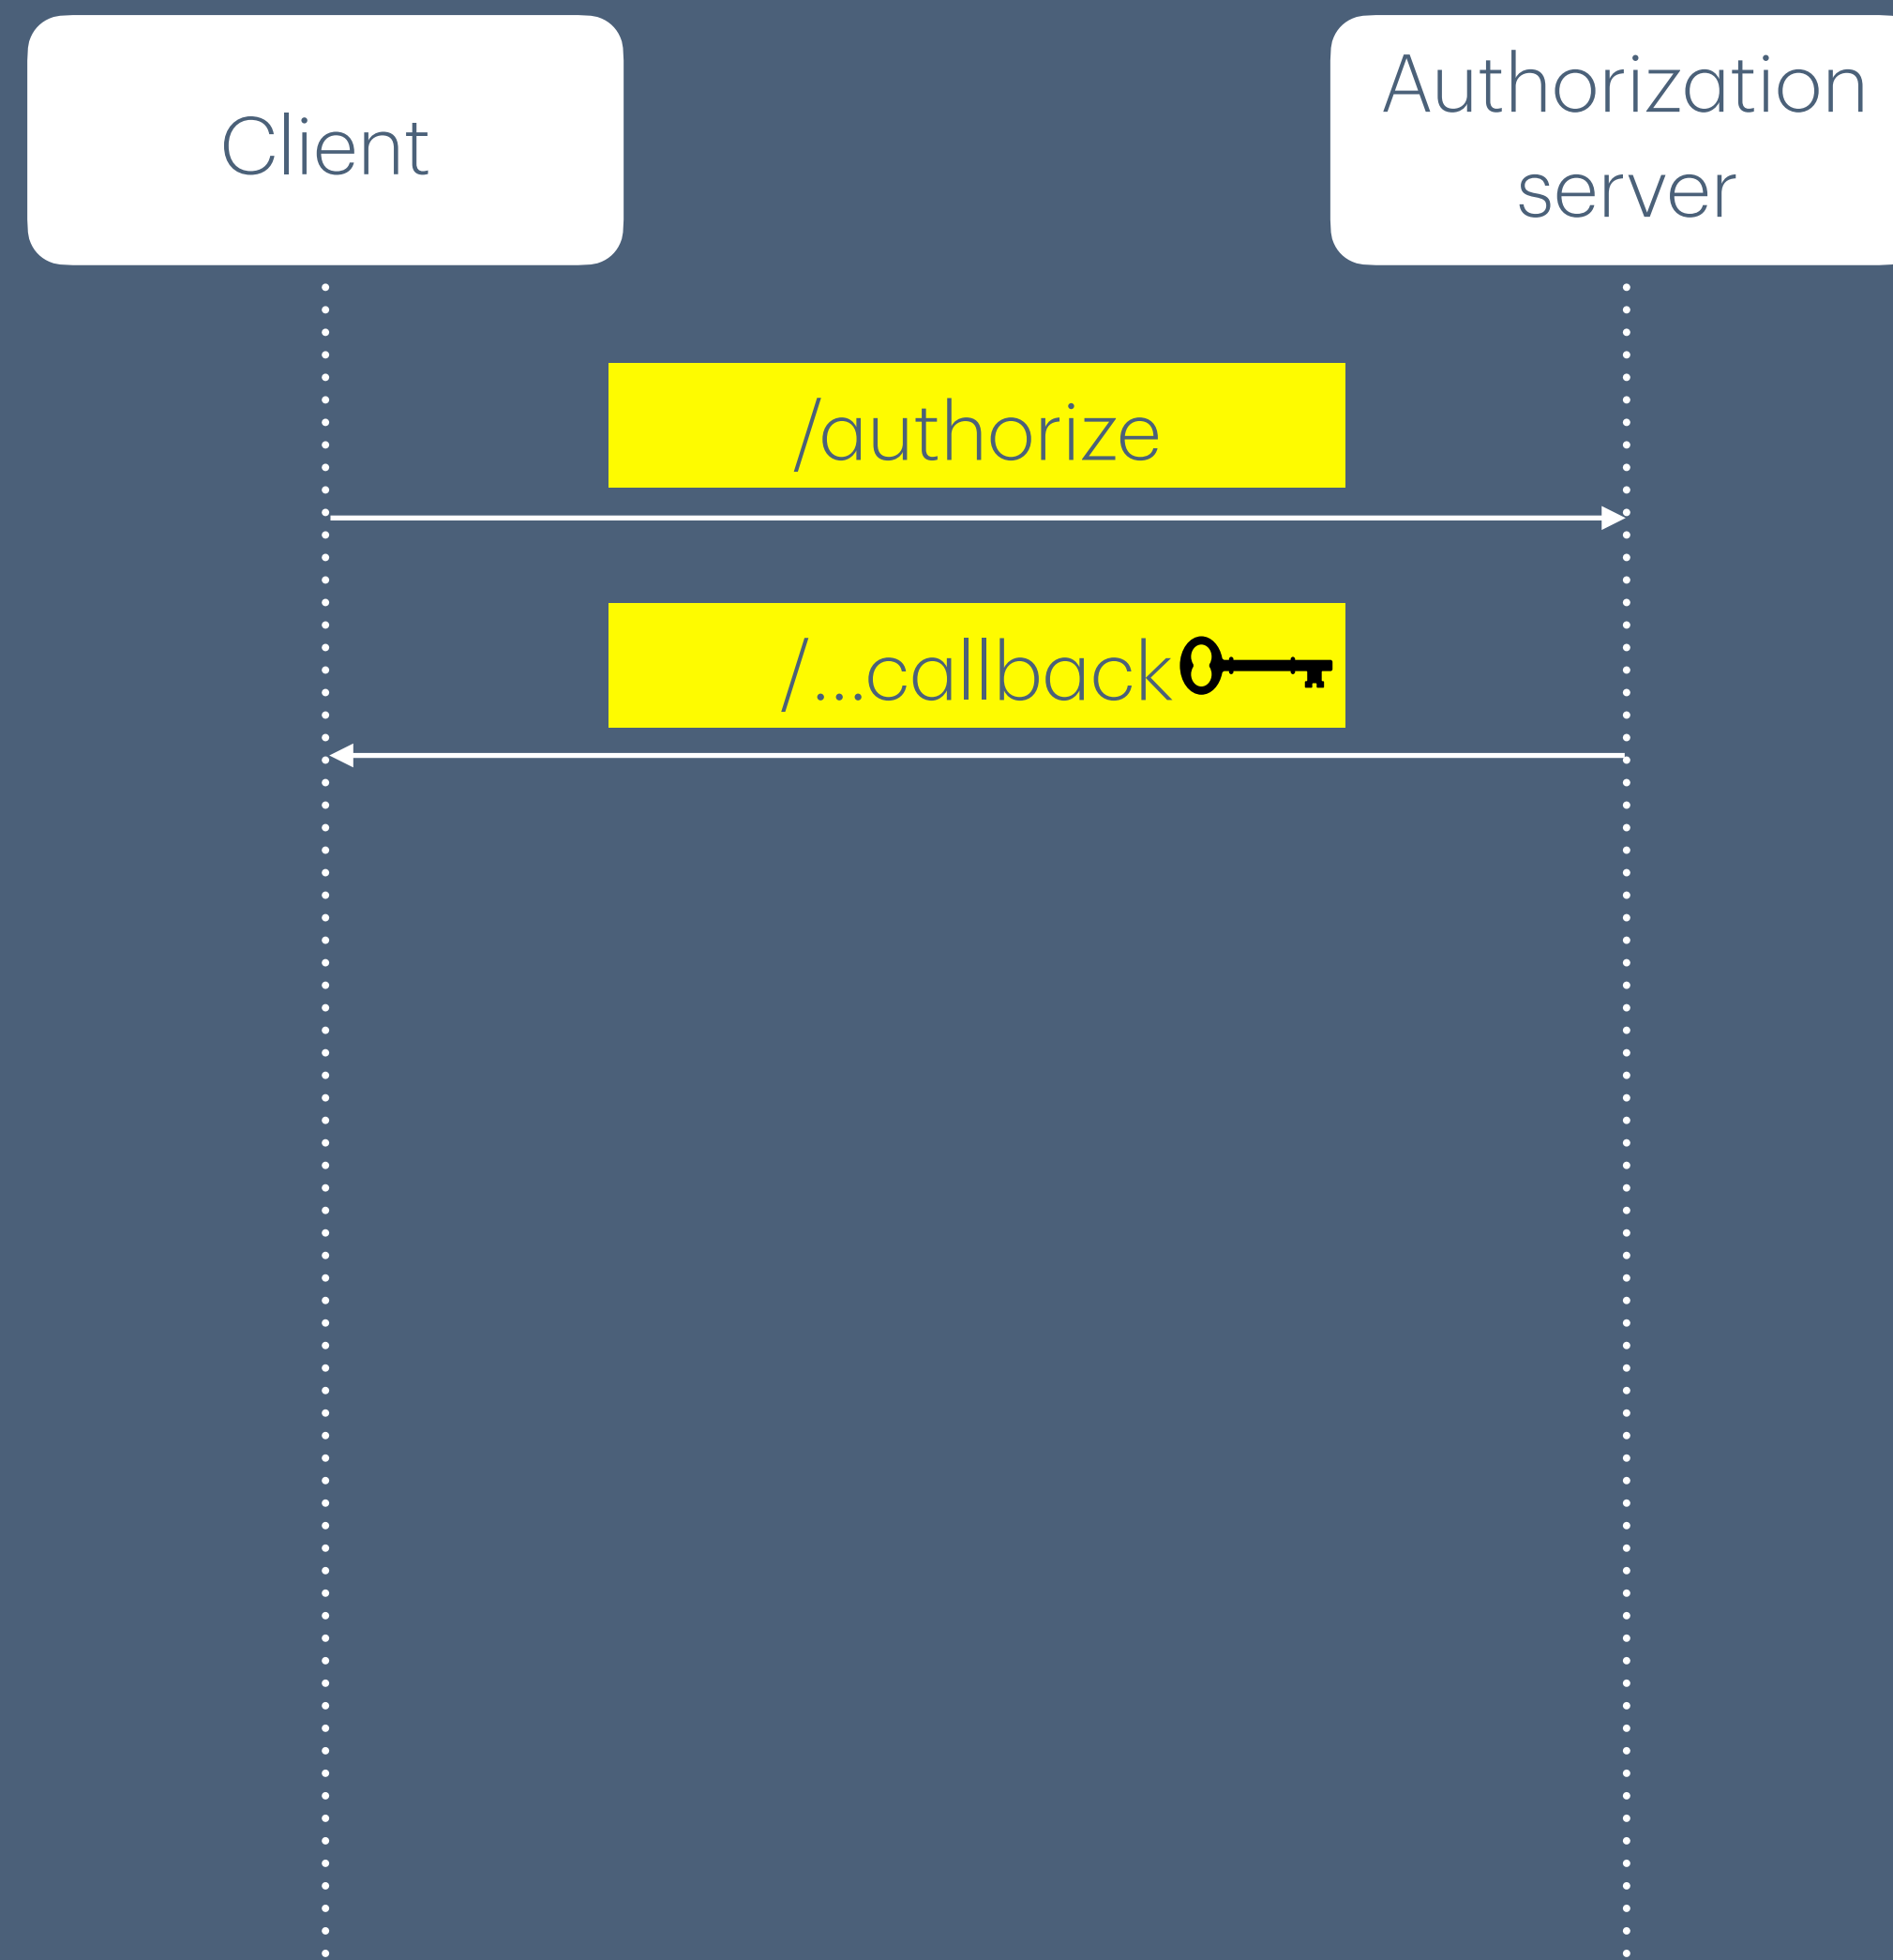 Client
Authorization
server
/authorize
/...callback